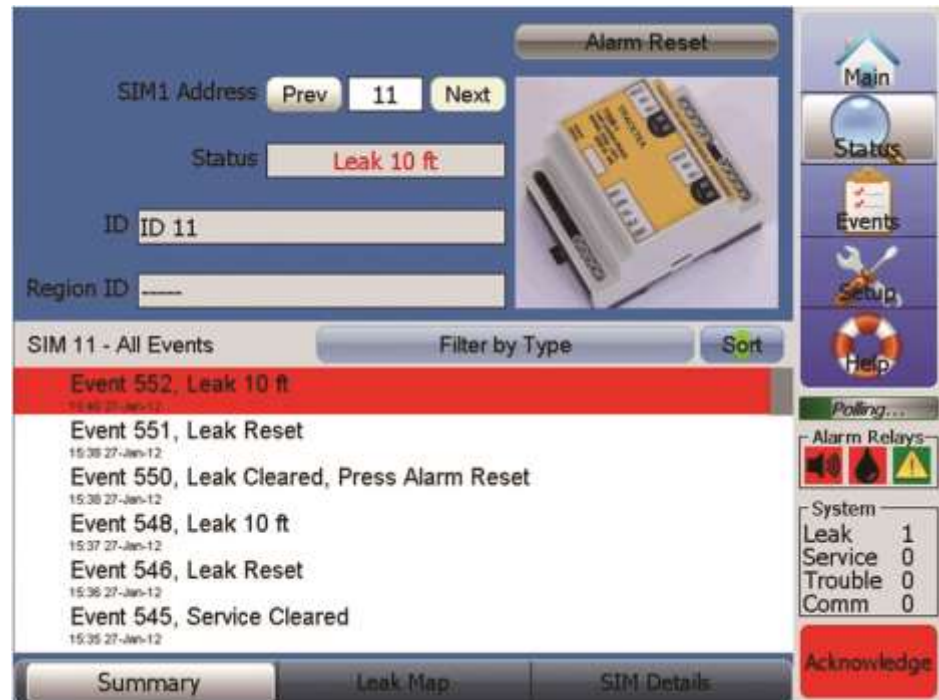 Alarm Reset
SIM1 Address Prev 11 Next
Status Leak 10 ft
ID ID 11
Region ID -----
SIM 11 - All Events Filter by Type Sort
Event 552, Leak 10 ft
27-Jan-12
Event 551, Leak Reset
15:38 27-Jan-12
Event 550, Leak Cleared, Press Alarm Reset
15:38 27-Jan-12
Event 548, Leak 10 ft
15:37 27-Jan-12
Event 546, Leak Reset
15:36 27-Jan-12
Event 545, Service Cleared
15:35 27-Jan-12
Summary Leak Map SIM Details
Main
Status
Events
Setup
Help
Polling...
Alarm Relays
System
Leak 1
Service 0
Trouble 0
Comm 0
Acknowledge